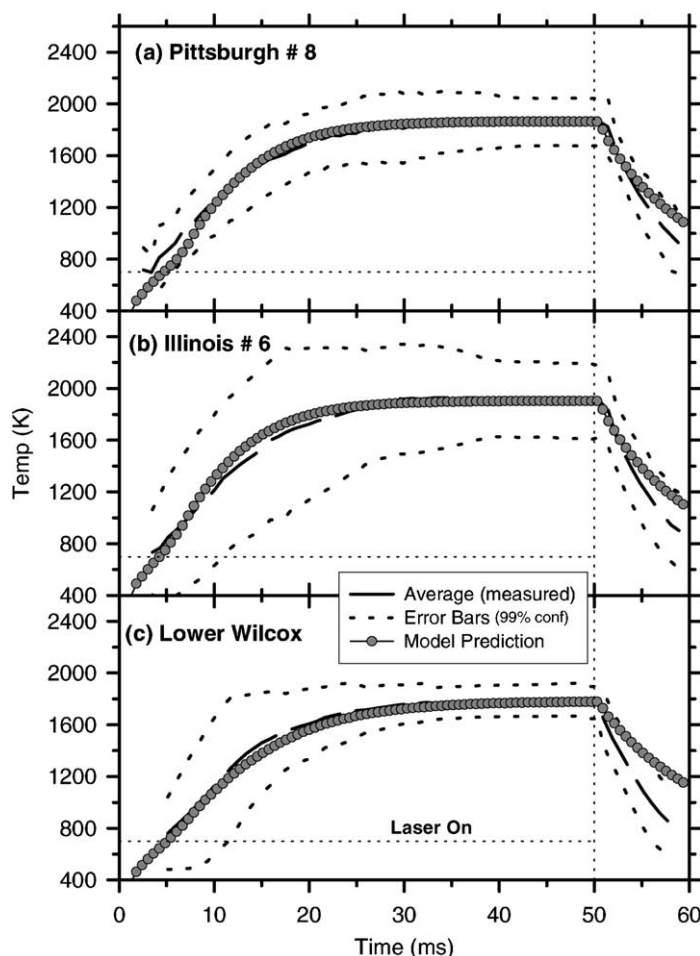 2400
2000
1600
1200
800
400
(a) Pittsburgh # 8
2400
2000
1600
1200
800
400
(b) Illinois # 6
Temp (K)
Average (measured)
Error Bars (99% conf)
Model Prediction
2400
2000
1600
1200
800
400
(c) Lower Wilcox
Laser On
0 10 20 30 40 50 60
Time (ms)